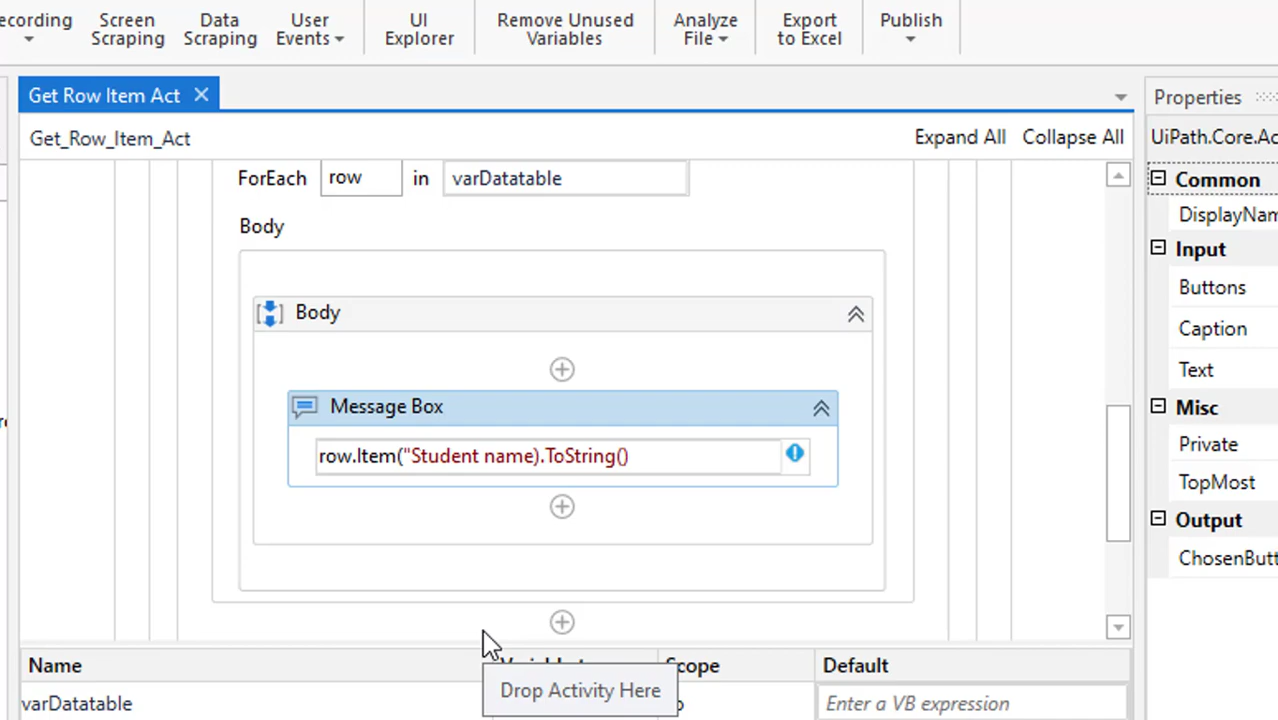 ecording
Screen Scraping
Data Scraping
User Events
UI Explorer
Remove Unused Variables
Analyze File
Export to Excel
Publish
Get Row Item Act
Properties
Get_Row_Item_Act
Expand All
Collapse All
UiPath.Core.Ac
ForEach row in varDatatable
Common
DisplayNam
Body
Input
Buttons
Body
Caption
Text
Message Box
Misc
Private
row.Item("Student name).ToString()
TopMost
Output
ChosenButt
Name
Scope
Default
Drop Activity Here
varDatatable
Enter a VB expression